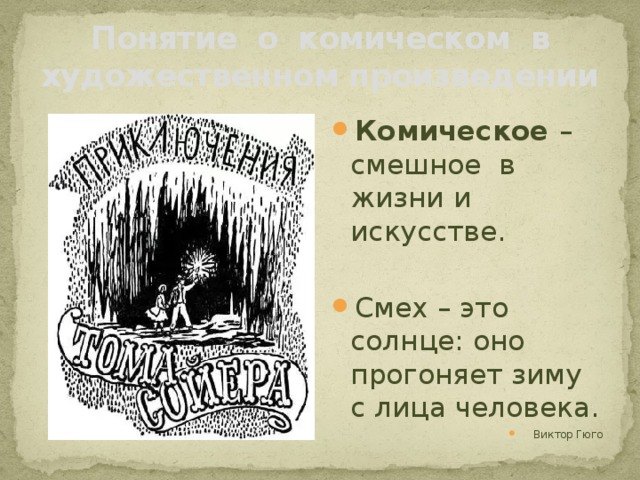 Понятие о комическом в
художественном произведении
ПРИКЛЮЧЕНИЯ
ТОМА
СОЙЕРА
Комическое –
смешное в
жизни и
искусстве.
Смех – это
солнце: оно
прогоняет зиму
с лица человека.
Виктор Гюго